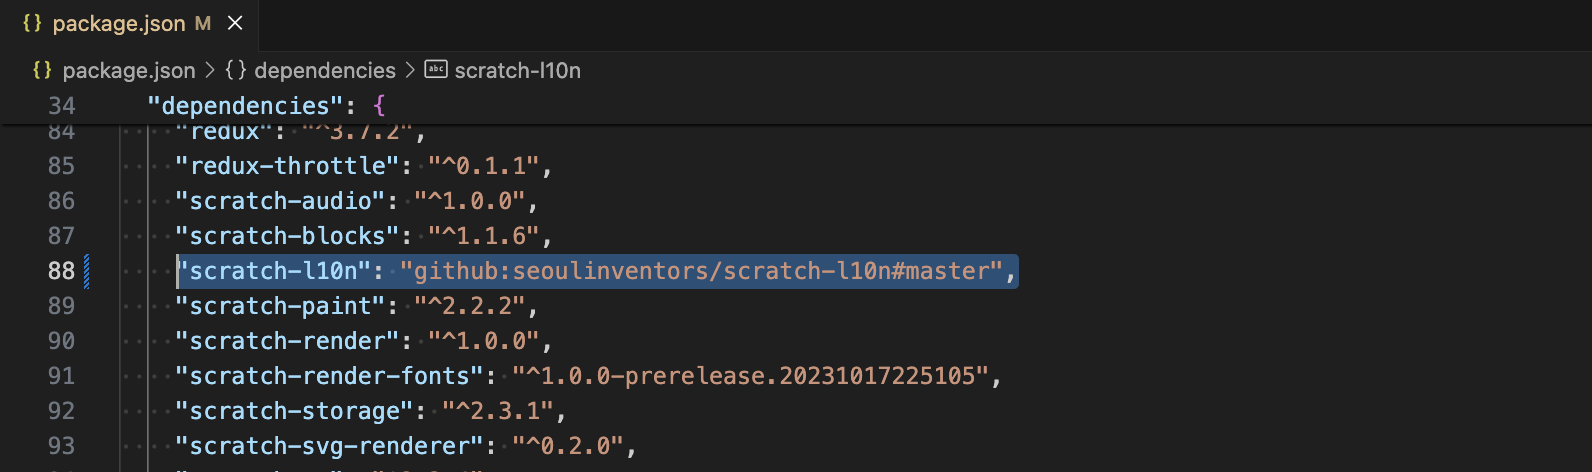 {} package.json M ×
{} package.json > {} dependencies > abc scratch-l10n
34 "dependencies": {
84 "redux": "^3.7.2",
85 "redux-throttle": "^0.1.1",
86 "scratch-audio": "^1.0.0",
87 "scratch-blocks": "^1.1.6",
88 "scratch-l10n": "github:seoulinventors/scratch-l10n#master",
89 "scratch-paint": "^2.2.2",
90 "scratch-render": "^1.0.0",
91 "scratch-render-fonts": "^1.0.0-prerelease.20231017225105",
92 "scratch-storage": "^2.3.1",
93 "scratch-svg-renderer": "^0.2.0",